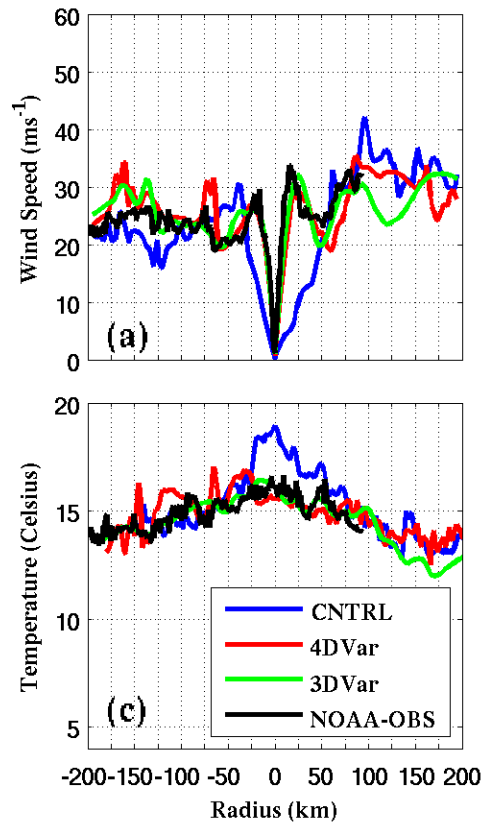 60
50
40
30
20
10
0
Wind Speed (ms-1)
(a)
20
15
10
5
Temperature (Celsius)
CNTRL
4DVar
3DVar
NOAA-OBS
(c)
-200 -150 -100 -50 0 50 100 150 200
Radius (km)